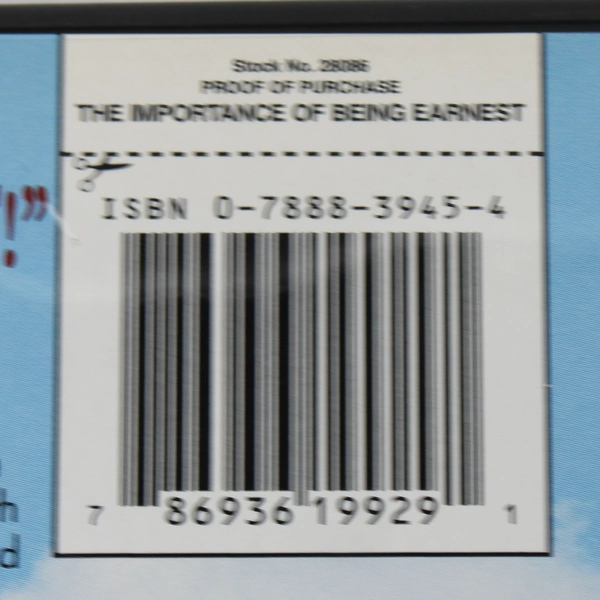 Stock No. 28086
PROOF OF PURCHASE
THE IMPORTANCE OF BEING EARNEST
!”
ISBN 0-7888-3945-4
h
d
7 86936 19929 1